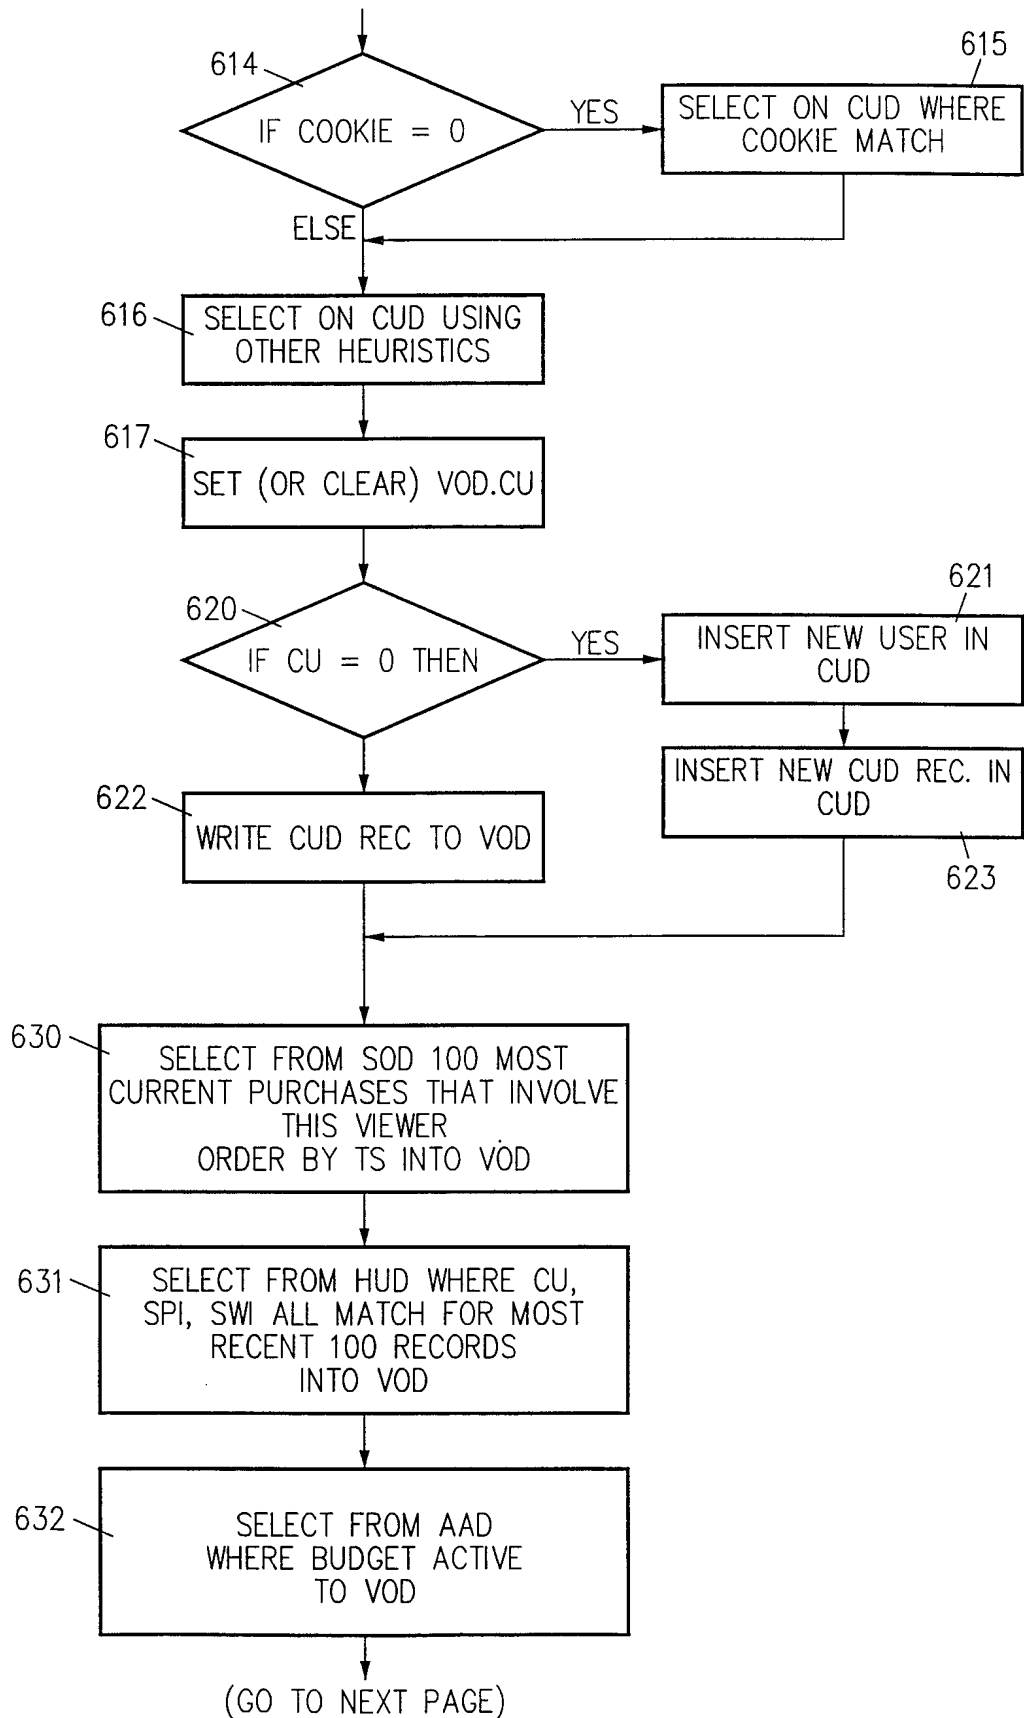 614
IF COOKIE = 0
YES
615
SELECT ON CUD WHERE
COOKIE MATCH
ELSE
616
SELECT ON CUD USING
OTHER HEURISTICS
617
SET (OR CLEAR) VOD.CU
620
IF CU = 0 THEN
YES
621
INSERT NEW USER IN
CUD
INSERT NEW CUD REC. IN
CUD
623
622
WRITE CUD REC TO VOD
630
SELECT FROM SOD 100 MOST
CURRENT PURCHASES THAT INVOLVE
THIS VIEWER
ORDER BY TS INTO VOD
631
SELECT FROM HUD WHERE CU,
SPI, SWI ALL MATCH FOR MOST
RECENT 100 RECORDS
INTO VOD
632
SELECT FROM AAD
WHERE BUDGET ACTIVE
TO VOD
(GO TO NEXT PAGE)